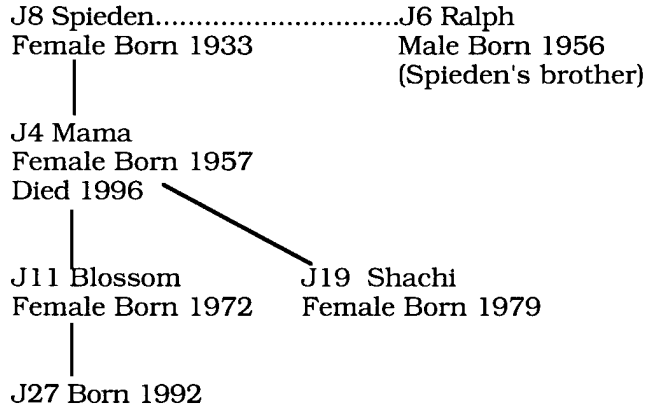 J8 Spieden............................J6 Ralph
Female Born 1933 Male Born 1956
(Spieden's brother)
J4 Mama
Female Born 1957
Died 1996
J11 Blossom J19 Shachi
Female Born 1972 Female Born 1979
J27 Born 1992